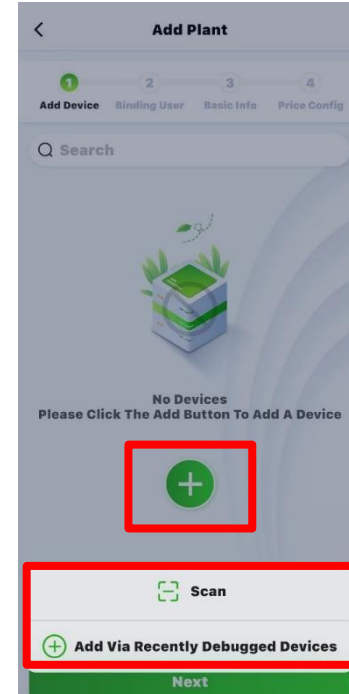 Add Plant
1 2 3 4
Add Device Binding User Basic Info Price Config
Search
No Devices
Please Click The Add Button To Add A Device
Scan
Add Via Recently Debugged Devices
Next